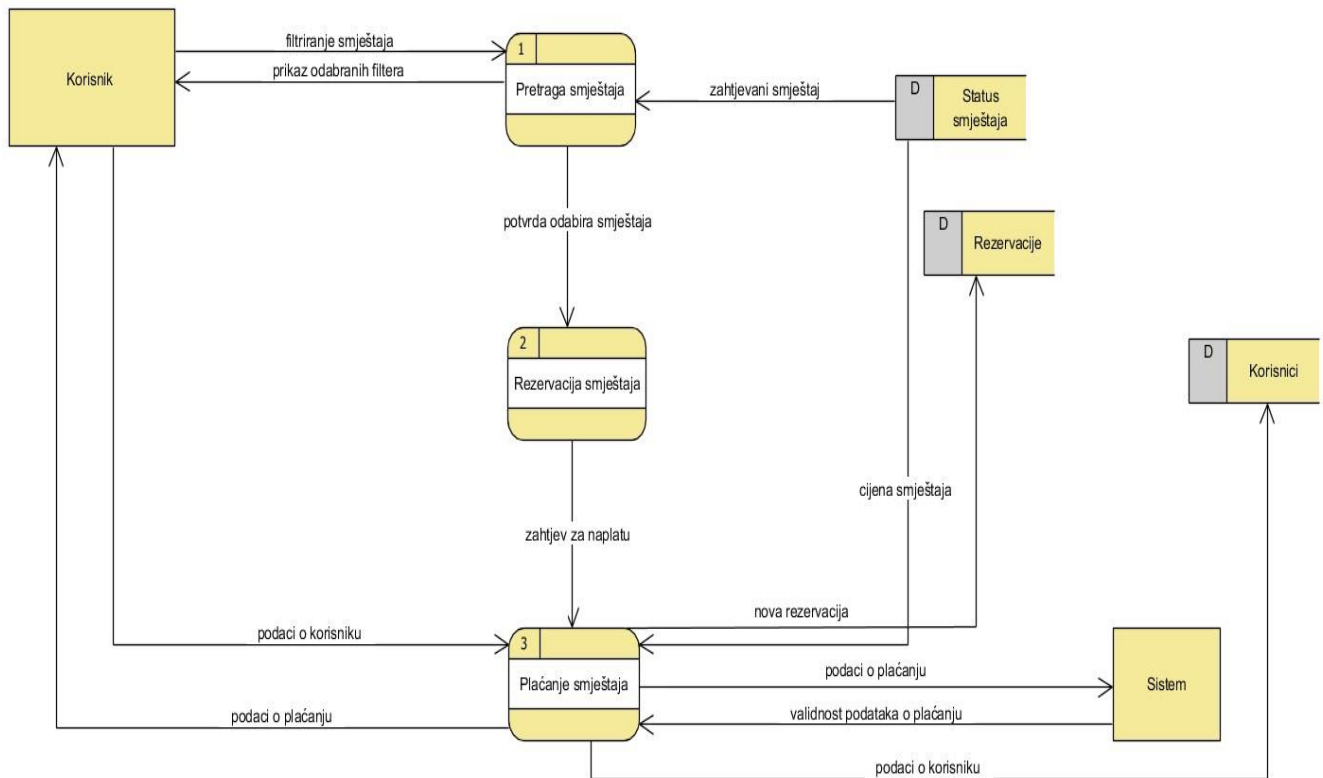 Korisnik
filtriranje smještaja
prikaz odabranih filtera
1
Pretraga smještaja
zahtjevani smještaj
D
Status
smještaja
potvrda odabira smještaja
D
Rezervacije
2
Rezervacija smještaja
D
Korisnici
cijena smještaja
zahtjev za naplatu
nova rezervacija
podaci o korisniku
3
Plaćanje smještaja
podaci o plaćanju
Sistem
podaci o plaćanju
validnost podataka o plaćanju
podaci o korisniku